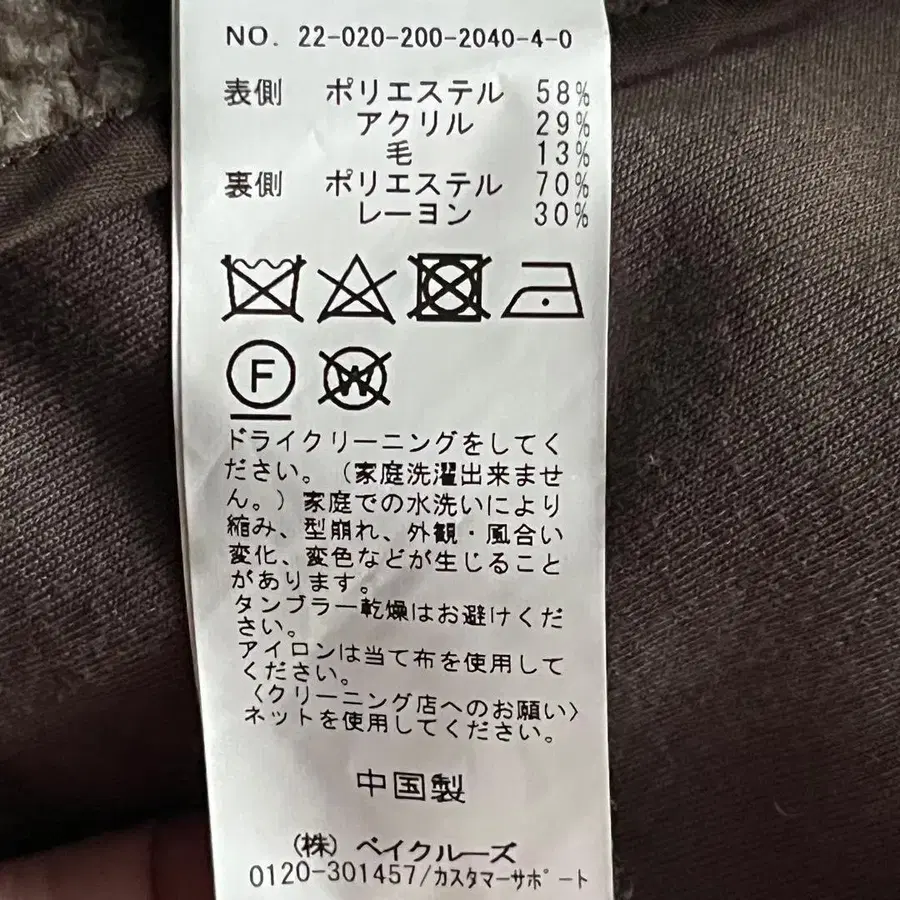 NO. 22-020-200-2040-4-0
表側 ポリエステル 58%
アクリル 29%
毛 13%
裏側 ポリエステル 70%
レーヨン 30%
F W
ドライクリーニングをしてく
ださい。(家庭洗濯出来ませ
ん。)家庭での水洗いにより
縮み、型崩れ、外観・風合い
変化、変色などが生じること
があります。
タンブラー乾燥はお避けくだ
さい。
アイロンは当て布を使用して
ください。
〈クリーニング店へのお願い〉
ネットを使用してください。
中国製
(株) ベイクルーズ
0120-301457/カスタマーサポート